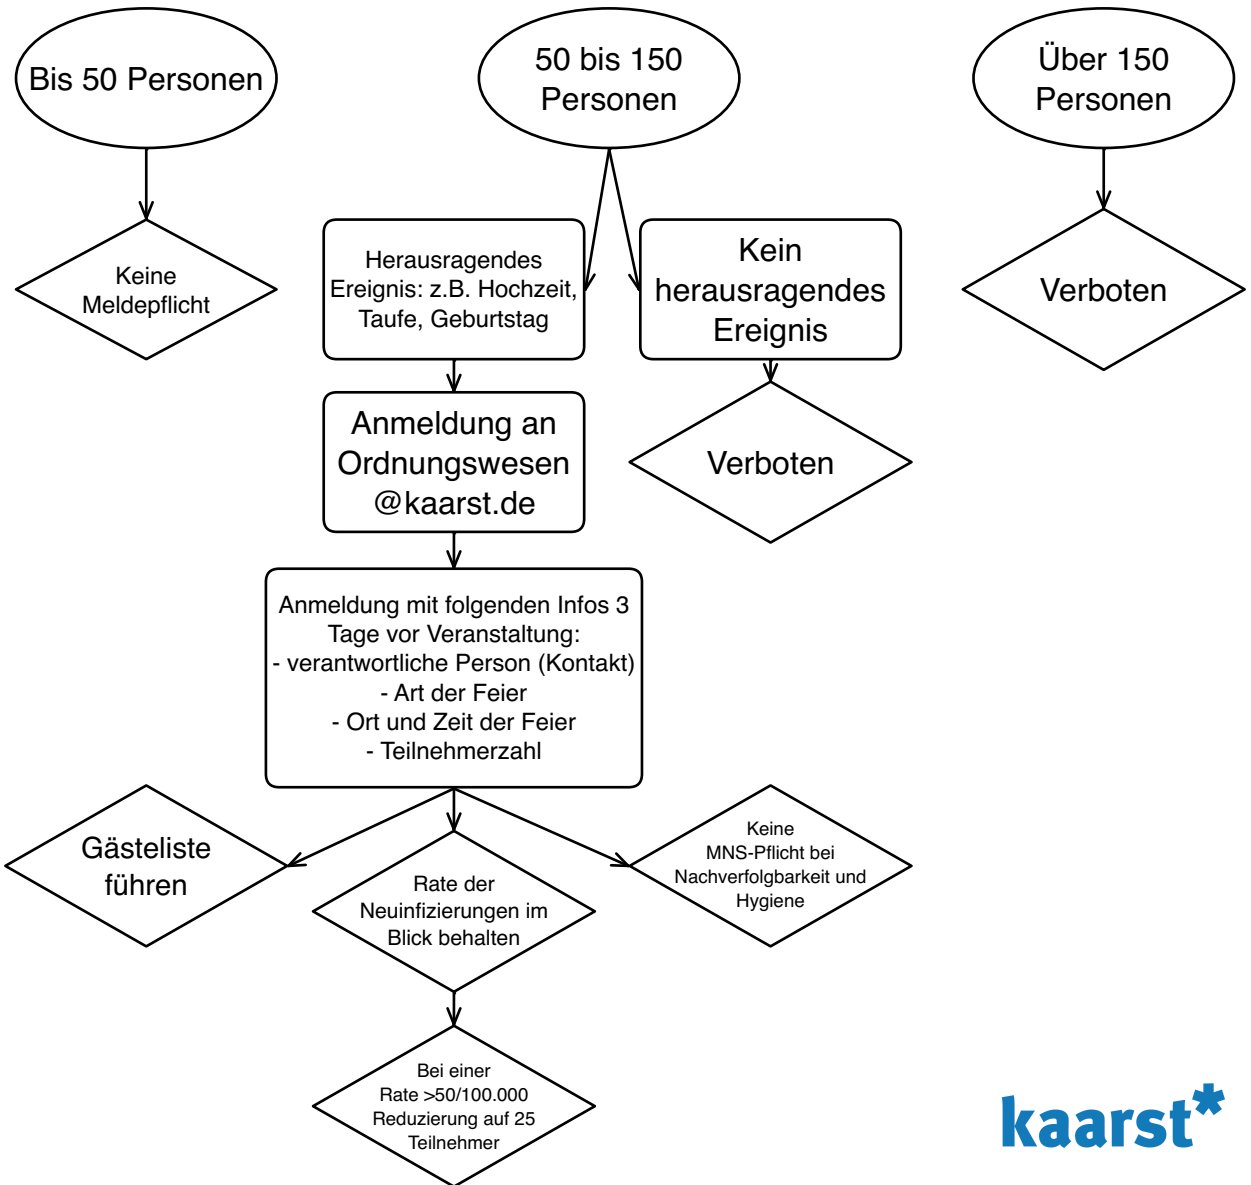 Bis 50 Personen
50 bis 150
Personen
Über 150
Personen
Keine
Meldepflicht
Herausragendes
Ereignis: z.B. Hochzeit,
Taufe, Geburtstag
Kein
herausragendes
Ereignis
Verboten
Anmeldung an
Ordnungswesen
@kaarst.de
Verboten
Anmeldung mit folgenden Infos 3
Tage vor Veranstaltung:
- verantwortliche Person (Kontakt)
- Art der Feier
- Ort und Zeit der Feier
- Teilnehmerzahl
Gästeliste
führen
Rate der
Neuinfizierungen im
Blick behalten
Keine
MNS-Pflicht bei
Nachverfolgbarkeit und
Hygiene
Bei einer
Rate >50/100.000
Reduzierung auf 25
Teilnehmer
kaarst*